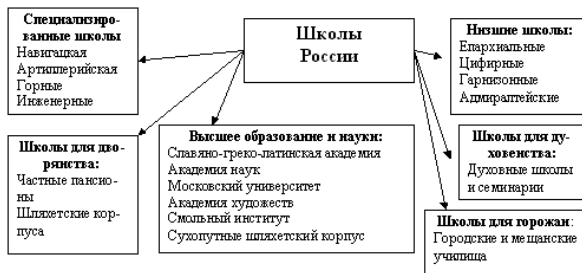 Школы
России
Специализиро-
ванные школы
Навигацкая
Артиллерийская
Горные
Инженерные
Низшие школы:
Епархиальные
Цифирные
Гарнизонные
Адмиралтейские
Школы для дво-
рянства:
Частные пансио-
ны
Шляхетские кор-
пуса
Высшее образование и науки:
Славяно-греко-латинская академия
Академия наук
Московский университет
Академия художеств
Смольный институт
Сухопутные шляхетский корпус
Школы для ду-
ховенства:
Духовные школы
и семинарии
Школы для горожан:
Городские и мещанские
училища